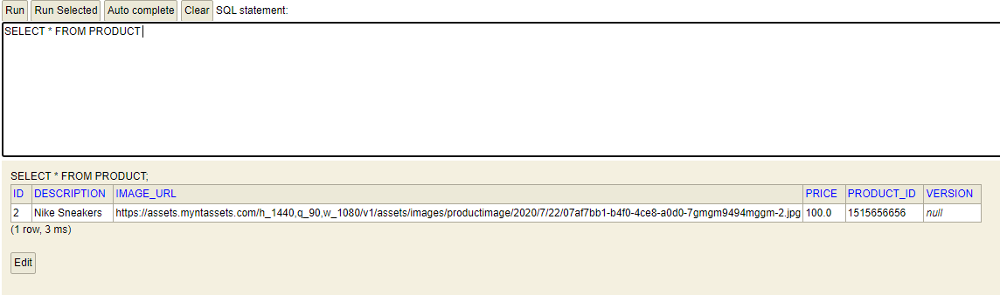 Run Run Selected Auto complete Clear SQL statement:
SELECT * FROM PRODUCT
SELECT * FROM PRODUCT;
ID DESCRIPTION IMAGE_URL PRICE PRODUCT_ID VERSION
2 Nike Sneakers https://assets.myntassets.com/h_1440,q_90,w_1080/v1/assets/images/productimage/2020/7/22/07af7bb1-b4f0-4ce8-a0d0-7gmgm9494mggm-2.jpg 100.0 1515656656 null
(1 row, 3 ms)
Edit